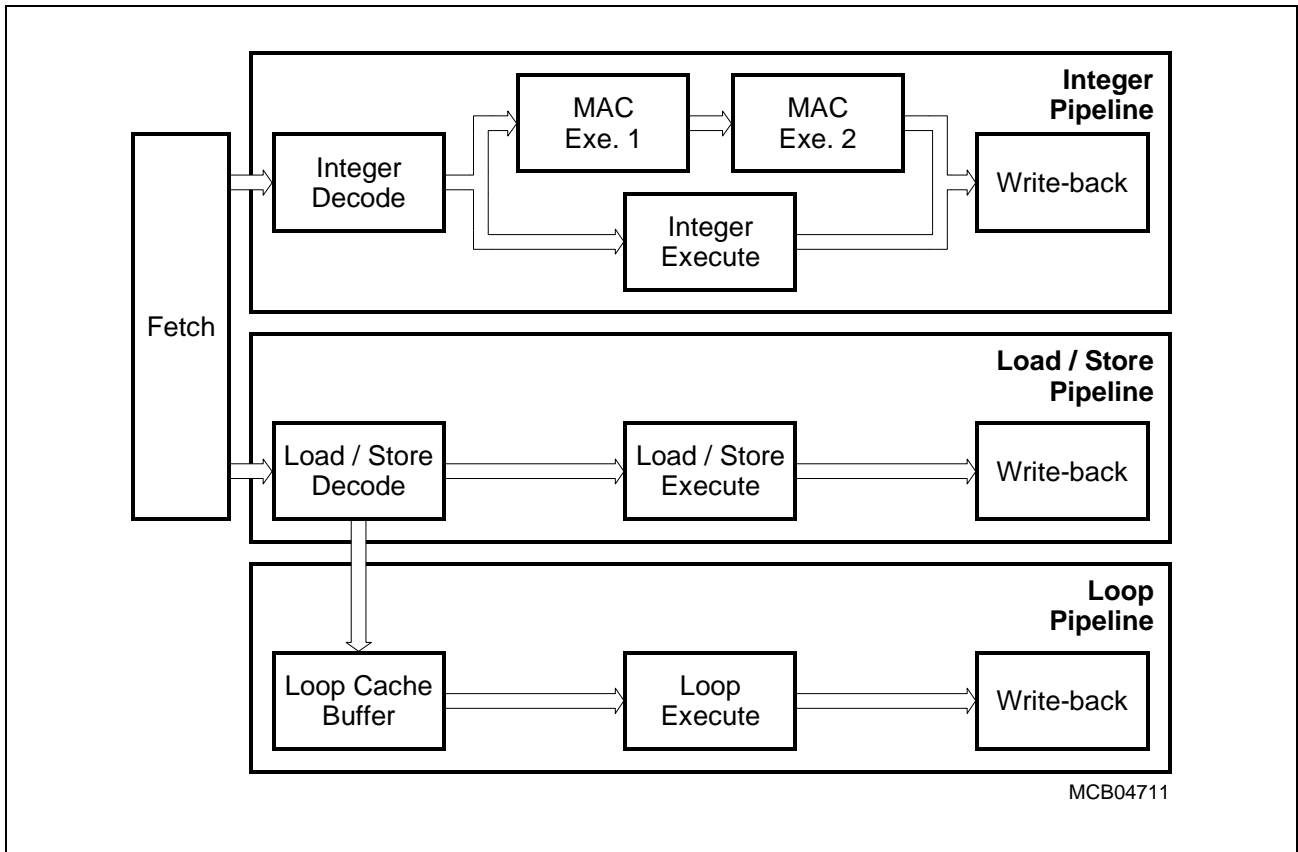 Fetch
Integer
Pipeline
Integer
Decode
MAC
Exe. 1
MAC
Exe. 2
Integer
Execute
Write-back
Load / Store
Pipeline
Load / Store
Decode
Load / Store
Execute
Write-back
Loop
Pipeline
Loop Cache
Buffer
Loop
Execute
Write-back
MCB04711